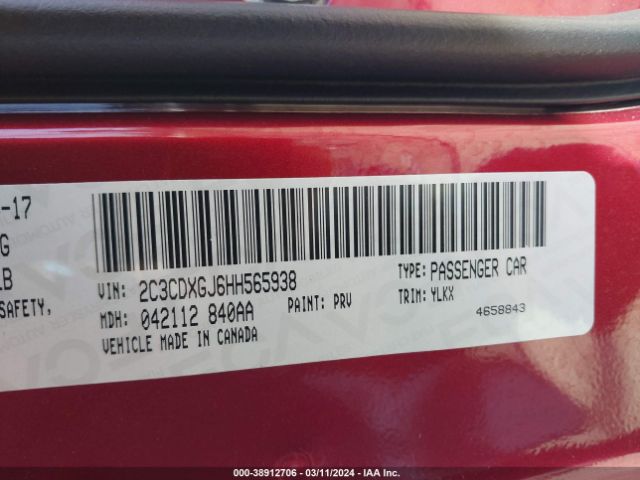 -17
G
LB
SAFETY,
VIN: 2C3CDXGJ6HH565938
TYPE: PASSENGER CAR
MDH: 042112 840AA
PAINT: PRV
TRIM: YLKX
VEHICLE MADE IN CANADA
4658843
000-38912706 - 03/11/2024 - IAA Inc.